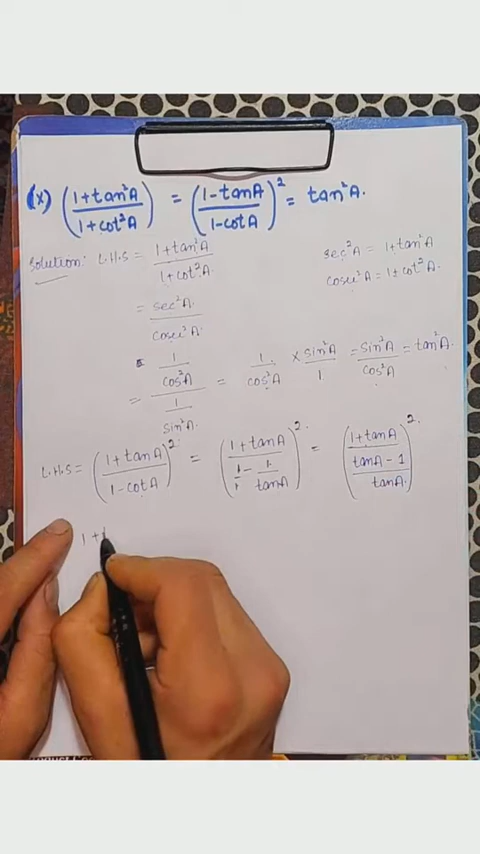 (x) (1+tan²A / 1+cot²A) = (1-tanA / 1-cotA)² = tan²A.
Solution: L.H.S = 1+tan²A / 1+cot²A
sec²A = 1+tan²A
cosec²A = 1+cot²A.
= sec²A / cosec²A.
= (1/cos²A) / (1/sin²A) = 1/cos²A × sin²A/1 = sin²A/cos²A = tan²A.
L.H.S = (1+tanA / 1-cotA)² = (1+tanA / (1/1 - 1/tanA))² = (1+tanA / (tanA-1 / tanA))².
1+